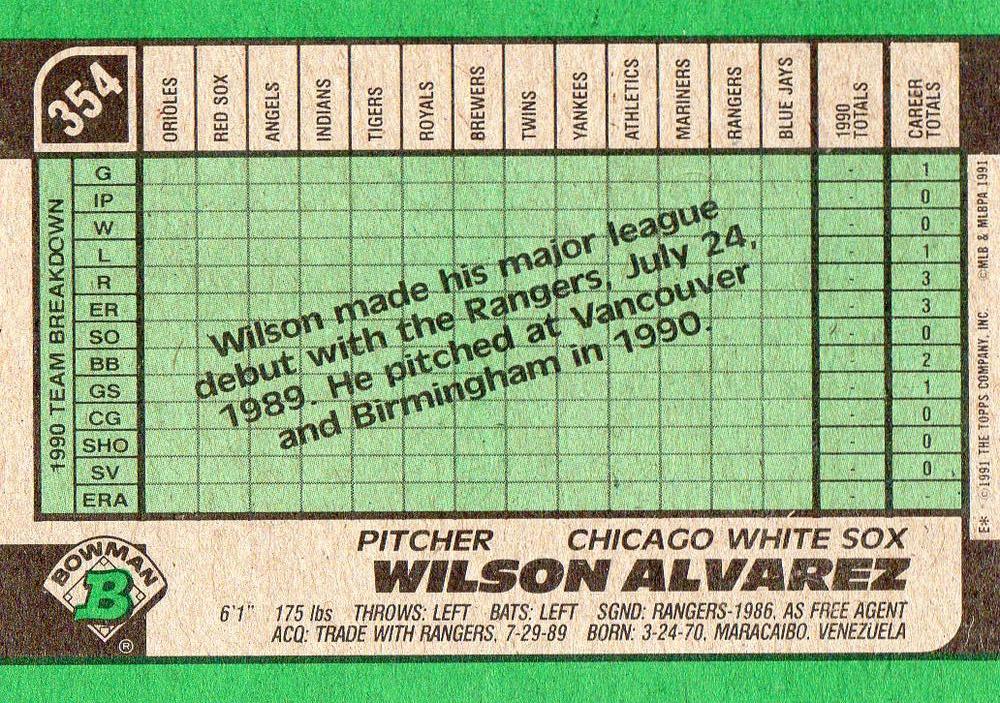 354
ORIOLES RED SOX ANGELS INDIANS TIGERS ROYALS BREWERS TWINS YANKEES ATHLETICS MARINERS RANGERS BLUE JAYS 1990 TOTALS CAREER TOTALS
1990 TEAM BREAKDOWN
G - 1
IP - 0
W - 0
L - 1
R - 3
ER - 3
SO - 0
BB - 2
GS - 1
CG - 0
SHO - 0
SV - 0
ERA - -
Wilson made his major league
debut with the Rangers, July 24,
1989. He pitched at Vancouver
and Birmingham in 1990.
E* ©1991 THE TOPPS COMPANY, INC. ©MLB & MLBPA 1991
BOWMAN
B
®
PITCHER CHICAGO WHITE SOX
WILSON ALVAREZ
6'1" 175 lbs THROWS: LEFT BATS: LEFT SGND: RANGERS-1986, AS FREE AGENT
ACQ: TRADE WITH RANGERS, 7-29-89 BORN: 3-24-70, MARACAIBO, VENEZUELA